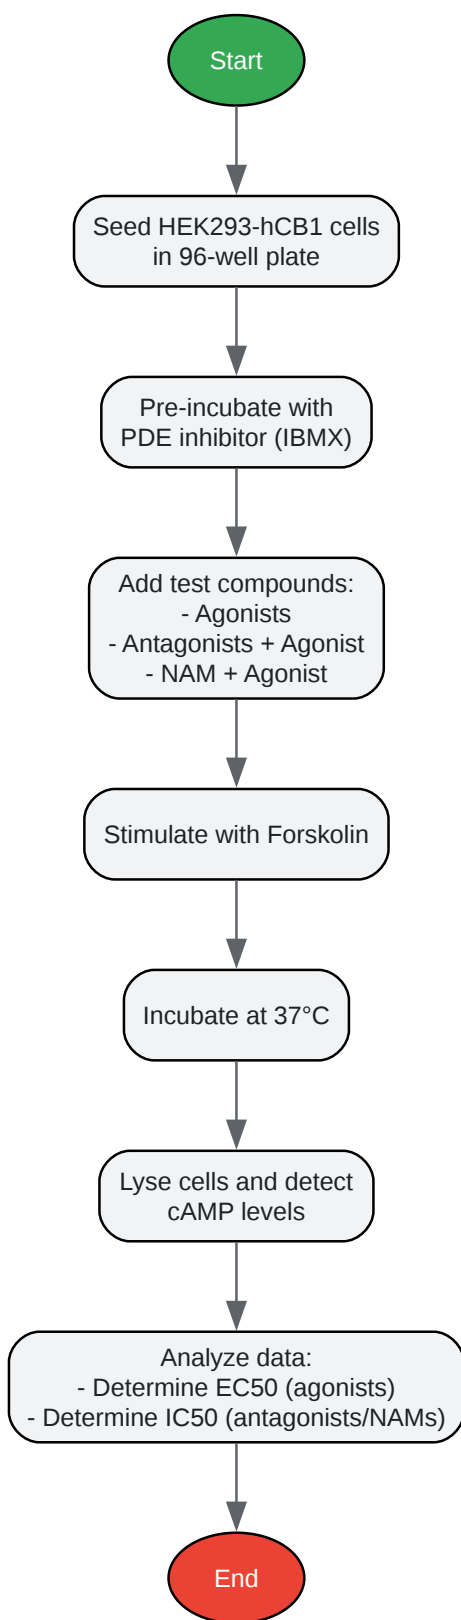 Start
Seed HEK293-hCB1 cells
in 96-well plate
Pre-incubate with
PDE inhibitor (IBMX)
Add test compounds:
- Agonists
- Antagonists + Agonist
- NAM + Agonist
Stimulate with Forskolin
Incubate at 37°C
Lyse cells and detect
cAMP levels
Analyze data:
- Determine EC50 (agonists)
- Determine IC50 (antagonists/NAMs)
End